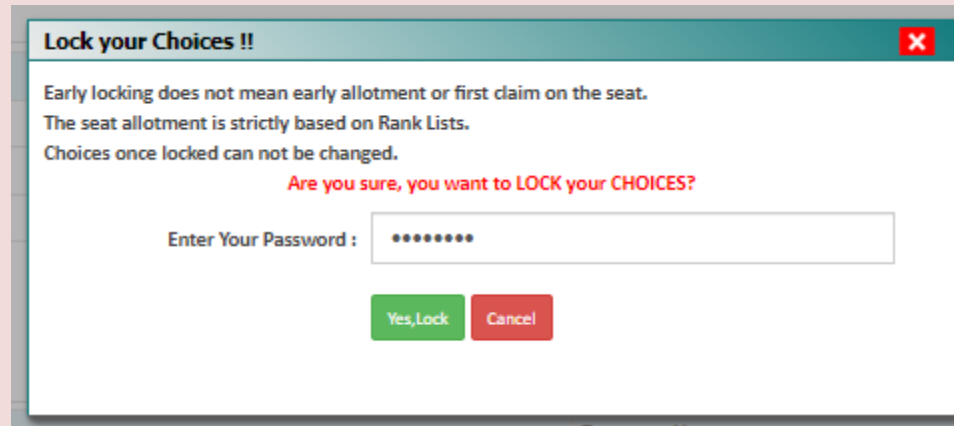 Lock your Choices !!
Early locking does not mean early allotment or first claim on the seat.
The seat allotment is strictly based on Rank Lists.
Choices once locked can not be changed.
Are you sure, you want to LOCK your CHOICES?
Enter Your Password : ••••••••
Yes,Lock Cancel